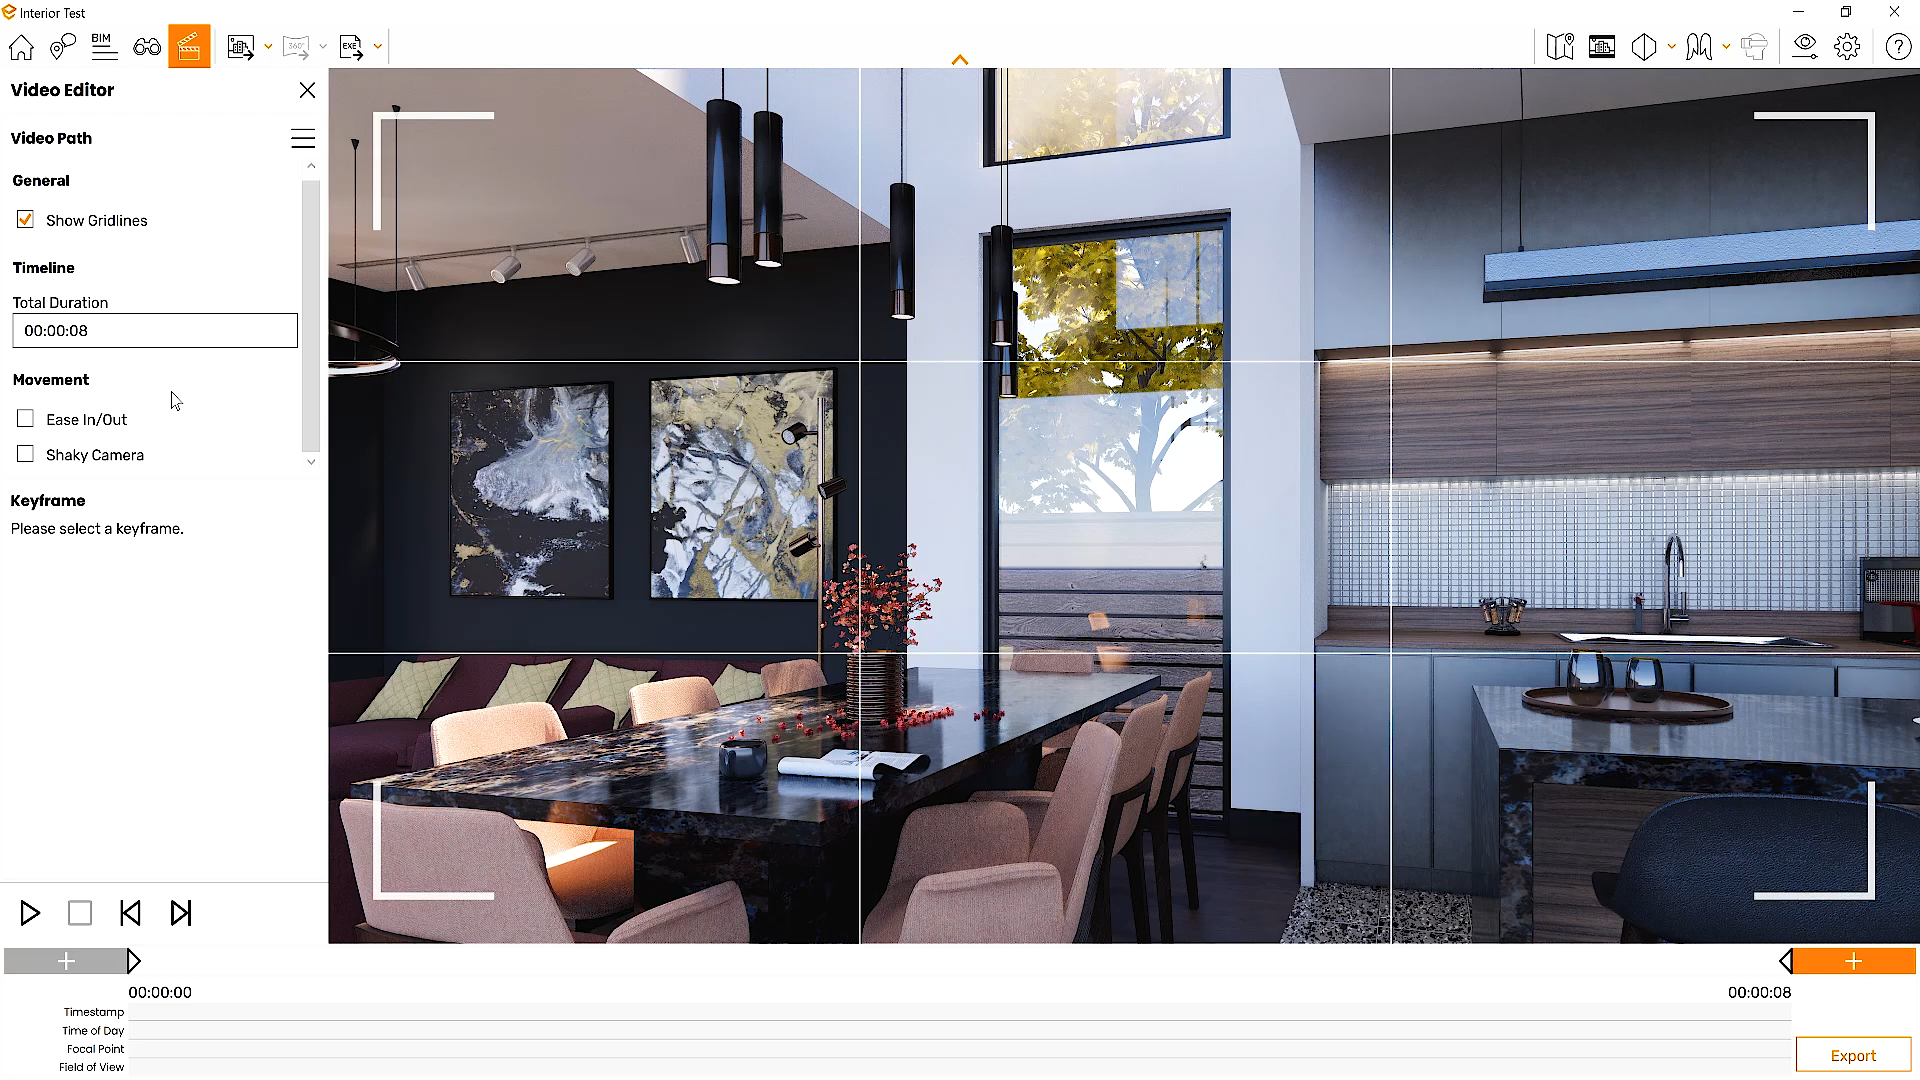 Interior Test
BIM
360°
EXE
Video Editor
Video Path
General
Show Gridlines
Timeline
Total Duration
00:00:08
Movement
Ease In/Out
Shaky Camera
Keyframe
Please select a keyframe.
00:00:00
00:00:08
Timestamp
Time of Day
Focal Point
Field of View
Export